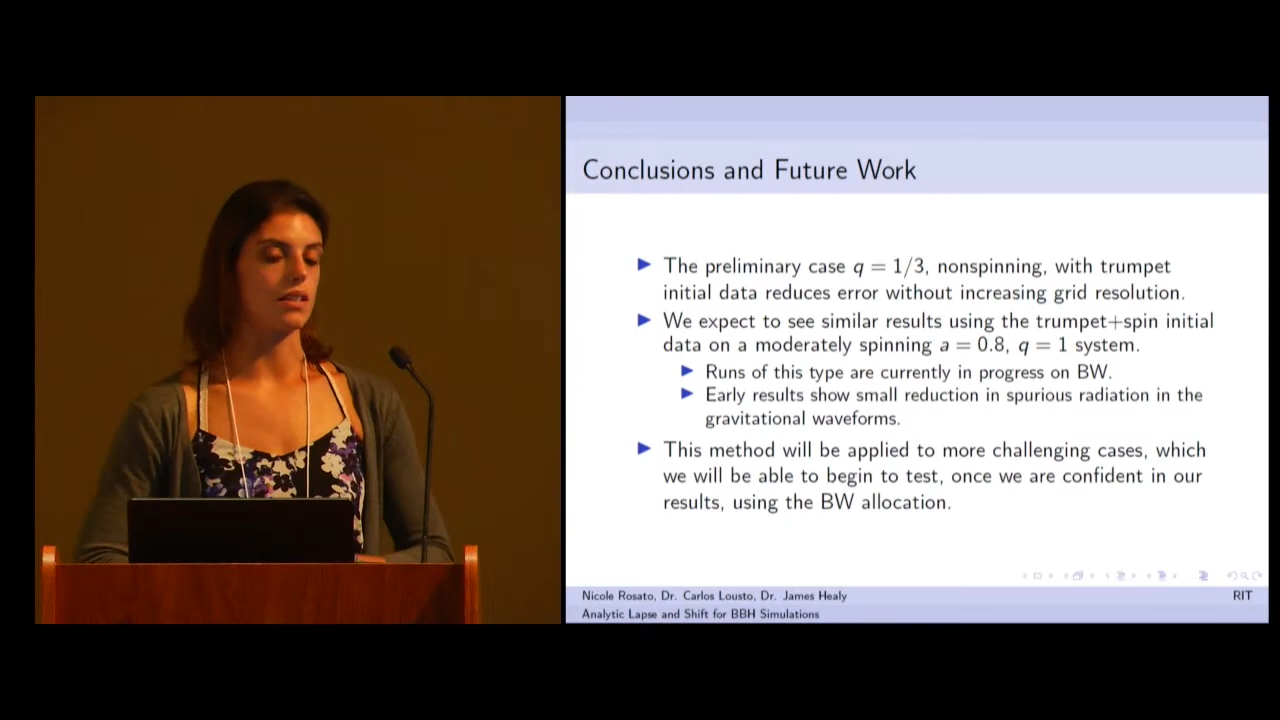 Conclusions and Future Work
The preliminary case q = 1/3, nonspinning, with trumpet
initial data reduces error without increasing grid resolution.
We expect to see similar results using the trumpet+spin initial
data on a moderately spinning a = 0.8, q = 1 system.
Runs of this type are currently in progress on BW.
Early results show small reduction in spurious radiation in the
gravitational waveforms.
This method will be applied to more challenging cases, which
we will be able to begin to test, once we are confident in our
results, using the BW allocation.
Nicole Rosato, Dr. Carlos Lousto, Dr. James Healy
RIT
Analytic Lapse and Shift for BBH Simulations